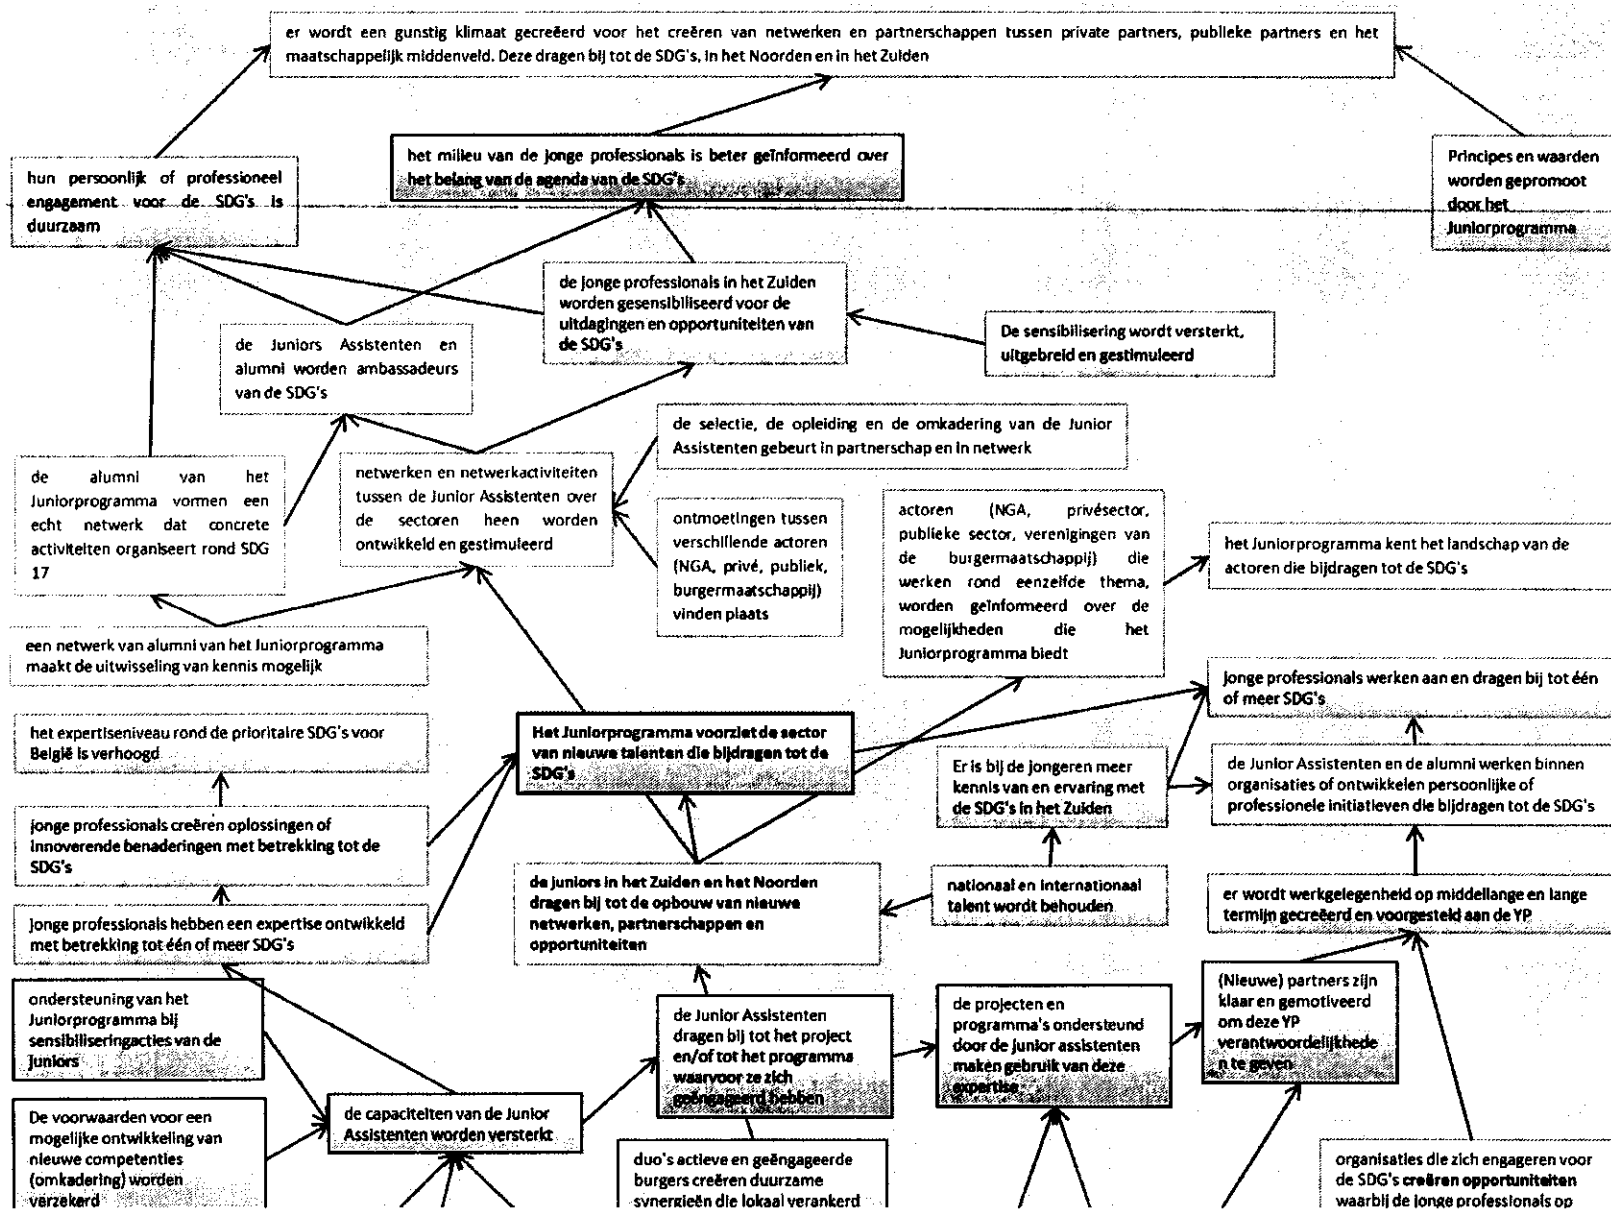 er wordt een gunstig klimaat gecreëerd voor het creëren van netwerken en partnerschappen tussen private partners, publieke partners en het
maatschappelijk middenveld. Deze dragen bij tot de SDG's, in het Noorden en in het Zuiden
het milieu van de jonge professionals is beter geïnformeerd over
het belang van de agenda van de SDG's
hun persoonlijk of professioneel
engagement voor de SDG's is
duurzaam
Principes en waarden
worden gepromoot
door het
Juniorprogramma
de jonge professionals in het Zuiden
worden gesensibiliseerd voor de
uitdagingen en opportuniteiten van
de SDG's
De sensibilisering wordt versterkt,
uitgebreid en gestimuleerd
de Juniors Assistenten en
alumni worden ambassadeurs
van de SDG's
de selectie, de opleiding en de omkadering van de Junior
Assistenten gebeurt in partnerschap en in netwerk
de alumni van het
Juniorprogramma vormen een
echt netwerk dat concrete
activiteiten organiseert rond SDG
17
netwerken en netwerkactiviteiten
tussen de Junior Assistenten over
de sectoren heen worden
ontwikkeld en gestimuleerd
ontmoetingen tussen
verschillende actoren
(NGA, privé, publiek,
burgermaatschappij)
vinden plaats
actoren (NGA, privésector,
publieke sector, verenigingen van
de burgermaatschappij) die
werken rond eenzelfde thema,
worden geïnformeerd over de
mogelijkheden die het
Juniorprogramma biedt
het Juniorprogramma kent het landschap van de
actoren die bijdragen tot de SDG's
een netwerk van alumni van het Juniorprogramma
maakt de uitwisseling van kennis mogelijk
jonge professionals werken aan en dragen bij tot één
of meer SDG's
het expertiseniveau rond de prioritaire SDG's voor
België is verhoogd
Het Juniorprogramma voorziet de sector
van nieuwe talenten die bijdragen tot de
SDG's
Er is bij de jongeren meer
kennis van en ervaring met
de SDG's in het Zuiden
de Junior Assistenten en de alumni werken binnen
organisaties of ontwikkelen persoonlijke of
professionele initiatieven die bijdragen tot de SDG's
jonge professionals creëren oplossingen of
innoverende benaderingen met betrekking tot de
SDG's
de juniors in het Zuiden en het Noorden
dragen bij tot de opbouw van nieuwe
netwerken, partnerschappen en
opportuniteiten
nationaal en internationaal
talent wordt behouden
er wordt werkgelegenheid op middellange en lange
termijn gecreëerd en voorgesteld aan de YP
Jonge professionals hebben een expertise ontwikkeld
met betrekking tot één of meer SDG's
ondersteuning van het
Juniorprogramma bij
sensibiliseringacties van de
Juniors
de Junior Assistenten
dragen bij tot het project
en/of tot het programma
waarvoor ze zich
geëngageerd hebben
de projecten en
programma's ondersteund
door de junior assistenten
maken gebruik van deze
expertise
(Nieuwe) partners zijn
klaar en gemotiveerd
om deze YP
verantwoordelijkhede
n te geven
De voorwaarden voor een
mogelijke ontwikkeling van
nieuwe competenties
(omkadering) worden
verzekerd
de capaciteiten van de Junior
Assistenten worden versterkt
duo's actieve en geëngageerde
burgers creëren duurzame
synergieën die lokaal verankerd
organisaties die zich engageren voor
de SDG's creëren opportuniteiten
waarbij de jonge professionals op